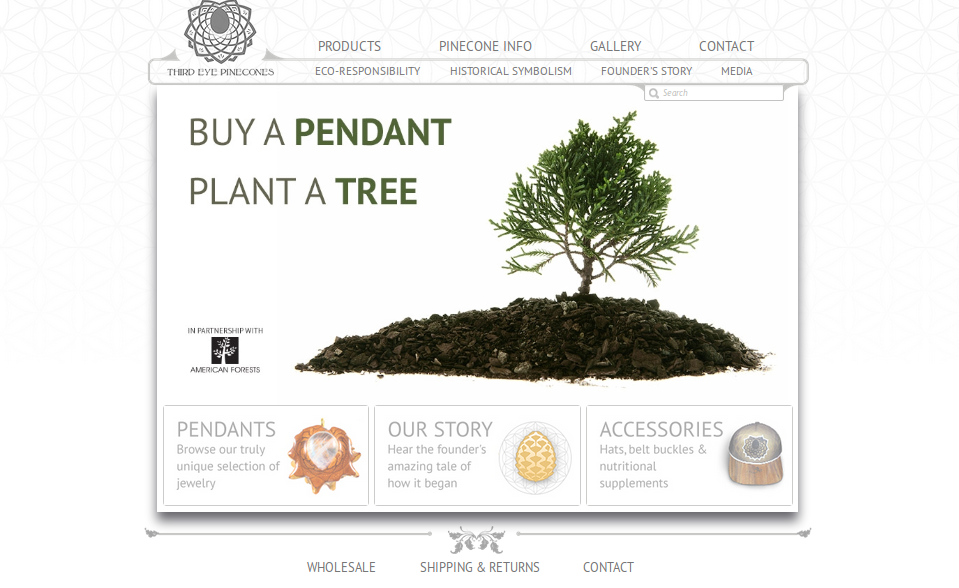 PRODUCTS PINECONE INFO GALLERY CONTACT
THIRD EYE PINECONES
ECO-RESPONSIBILITY HISTORICAL SYMBOLISM FOUNDER'S STORY MEDIA
Search
BUY A PENDANT
PLANT A TREE
IN PARTNERSHIP WITH
AMERICAN FORESTS
PENDANTS
Browse our truly
unique selection of
jewelry
OUR STORY
Hear the founder's
amazing tale of
how it began
ACCESSORIES
Hats, belt buckles &
nutritional
supplements
WHOLESALE SHIPPING & RETURNS CONTACT